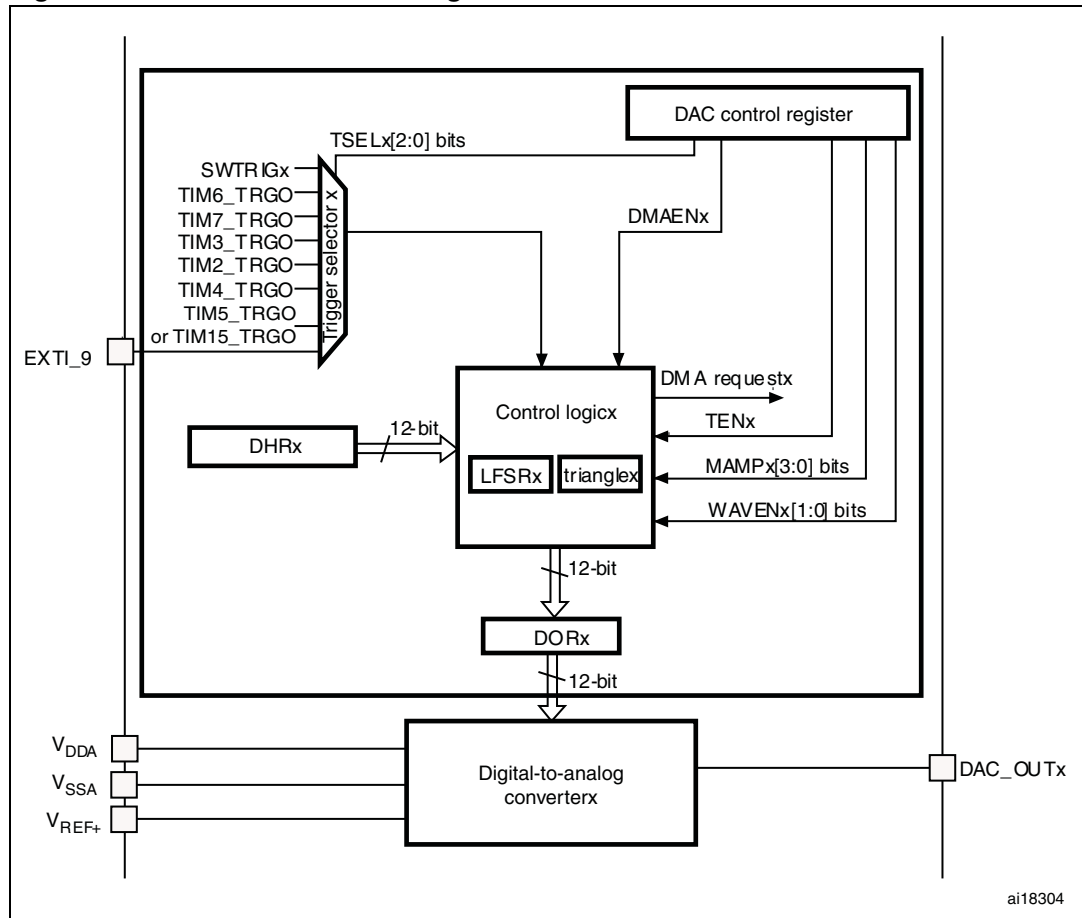 DAC control register
TSELx[2:0] bits
SWTRIGx
TIM6_TRGO
TIM7_TRGO
TIM3_TRGO
TIM2_TRGO
TIM4_TRGO
TIM5_TRGO
or TIM15_TRGO
Trigger selector x
DMAENx
EXTI_9
DMA requestx
Control logicx
TENx
12-bit
DHRx
LFSRx
trianglex
MAMPx[3:0] bits
WAVENx[1:0] bits
12-bit
DORx
12-bit
VDDA
VSSA
VREF+
Digital-to-analog
converterx
DAC_OUTx
ai18304